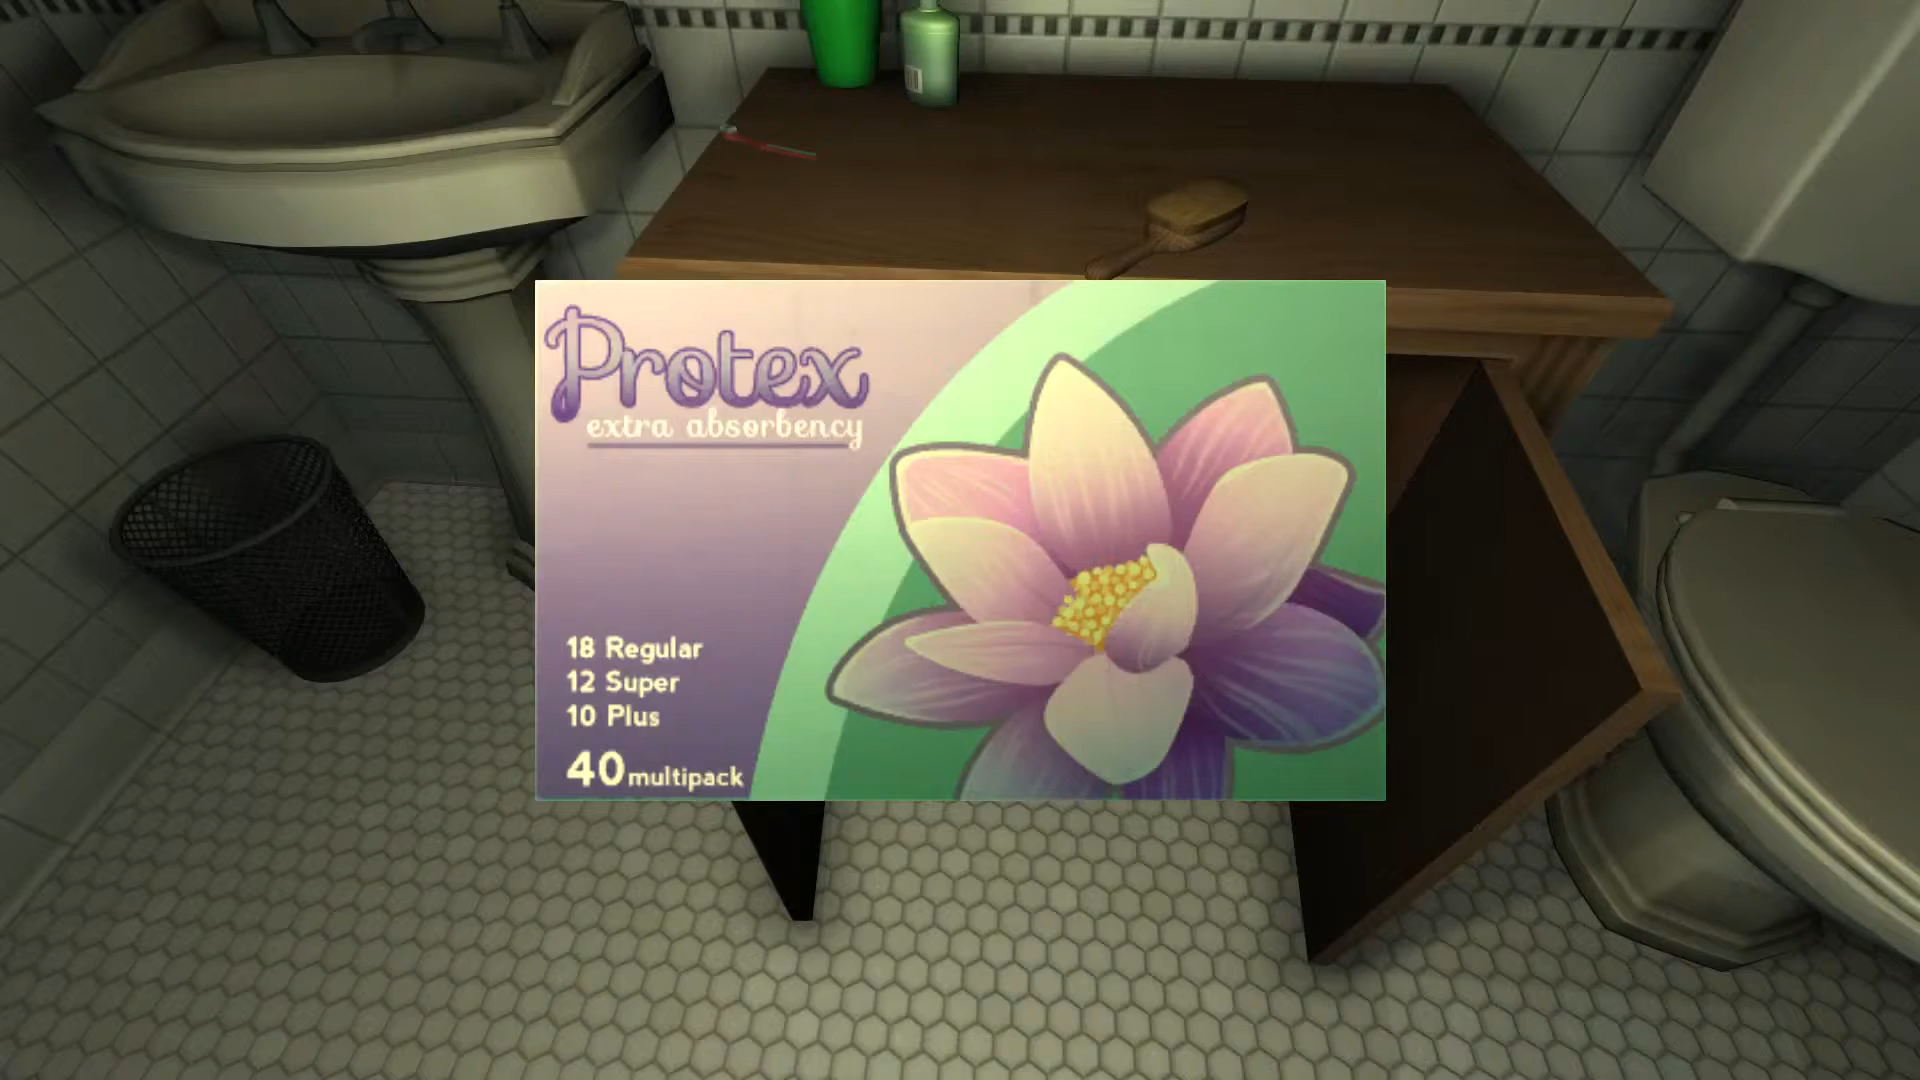 Protex
extra absorbency
18 Regular
12 Super
10 Plus
40 multipack